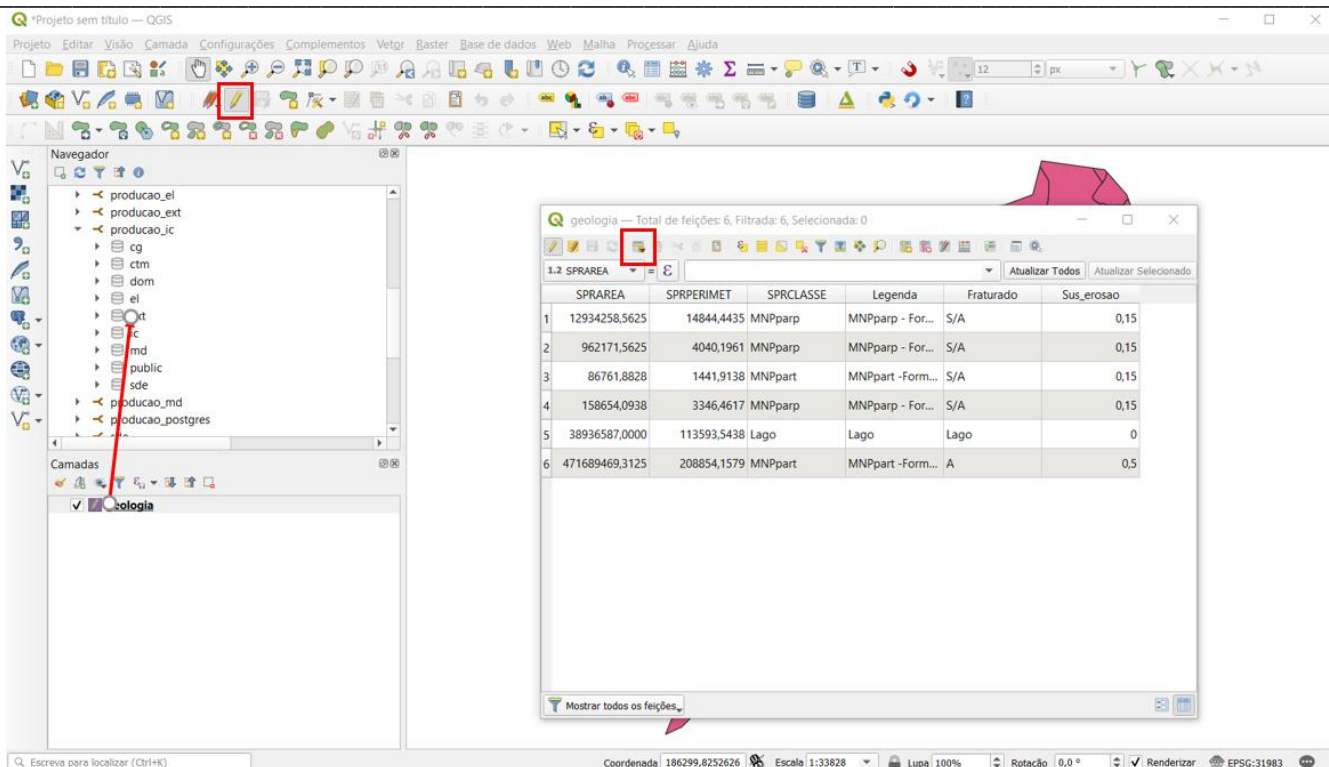 *Projeto sem título — QGIS
Projeto Editar Visão Camada Configurações Complementos Vetor Raster Base de dados Web Malha Processar Ajuda
12 px
abc abc
Navegador
producao_el
producao_ext
producao_ic
cg
ctm
dom
el
ext
ic
md
public
sde
producao_md
producao_postgres
Camadas
geologia
geologia — Total de feições: 6, Filtrada: 6, Selecionada: 0
1.2 SPRAREA = ε Atualizar Todos Atualizar Selecionado
SPRAREA SPRPERIMET SPRCLASSE Legenda Fraturado Sus_erosao
1 12934258,5625 14844,4435 MNPparp MNPparp - For... S/A 0,15
2 962171,5625 4040,1961 MNPparp MNPparp - For... S/A 0,15
3 86761,8828 1441,9138 MNPpart MNPpart -Form... S/A 0,15
4 158654,0938 3346,4617 MNPparp MNPparp - For... S/A 0,15
5 38936587,0000 113593,5438 Lago Lago Lago 0
6 471689469,3125 208854,1579 MNPpart MNPpart -Form... A 0,5
Mostrar todos os feições
Escreva para localizar (Ctrl+K) Coordenada 186299,8252626 Escala 1:33828 Lupa 100% Rotação 0,0 ° Renderizar EPSG:31983